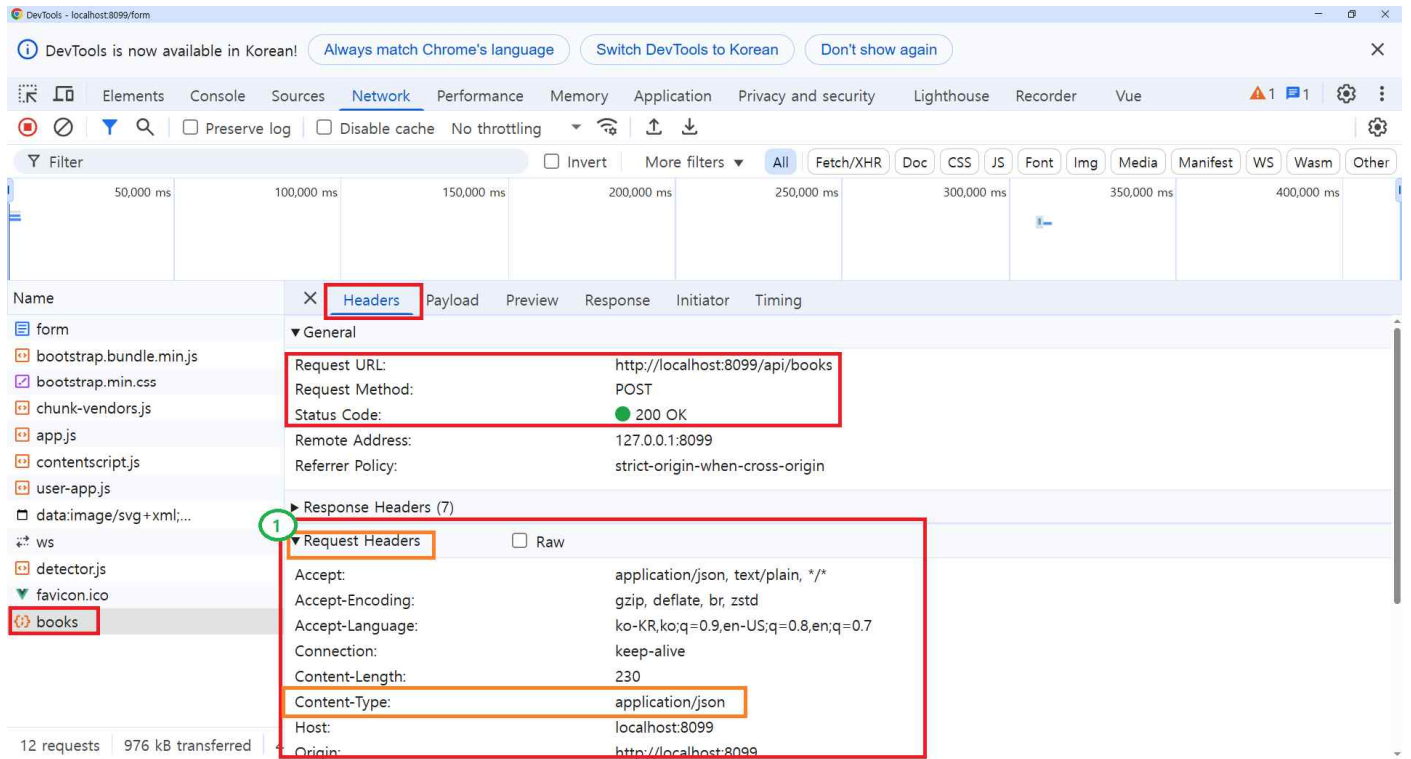 DevTools - localhost:8099/form
DevTools is now available in Korean! Always match Chrome's language Switch DevTools to Korean Don't show again
Elements Console Sources Network Performance Memory Application Privacy and security Lighthouse Recorder Vue 1 1
Preserve log Disable cache No throttling
Filter Invert More filters All Fetch/XHR Doc CSS JS Font Img Media Manifest WS Wasm Other
50,000 ms 100,000 ms 150,000 ms 200,000 ms 250,000 ms 300,000 ms 350,000 ms 400,000 ms
Name
form
bootstrap.bundle.min.js
bootstrap.min.css
chunk-vendors.js
app.js
contentscript.js
user-app.js
data:image/svg+xml;...
ws
detector.js
favicon.ico
books
12 requests 976 kB transferred
Headers Payload Preview Response Initiator Timing
General
Request URL: http://localhost:8099/api/books
Request Method: POST
Status Code: 200 OK
Remote Address: 127.0.0.1:8099
Referrer Policy: strict-origin-when-cross-origin
Response Headers (7)
1
Request Headers Raw
Accept: application/json, text/plain, */*
Accept-Encoding: gzip, deflate, br, zstd
Accept-Language: ko-KR,ko;q=0.9,en-US;q=0.8,en;q=0.7
Connection: keep-alive
Content-Length: 230
Content-Type: application/json
Host: localhost:8099
Origin: http://localhost:8099